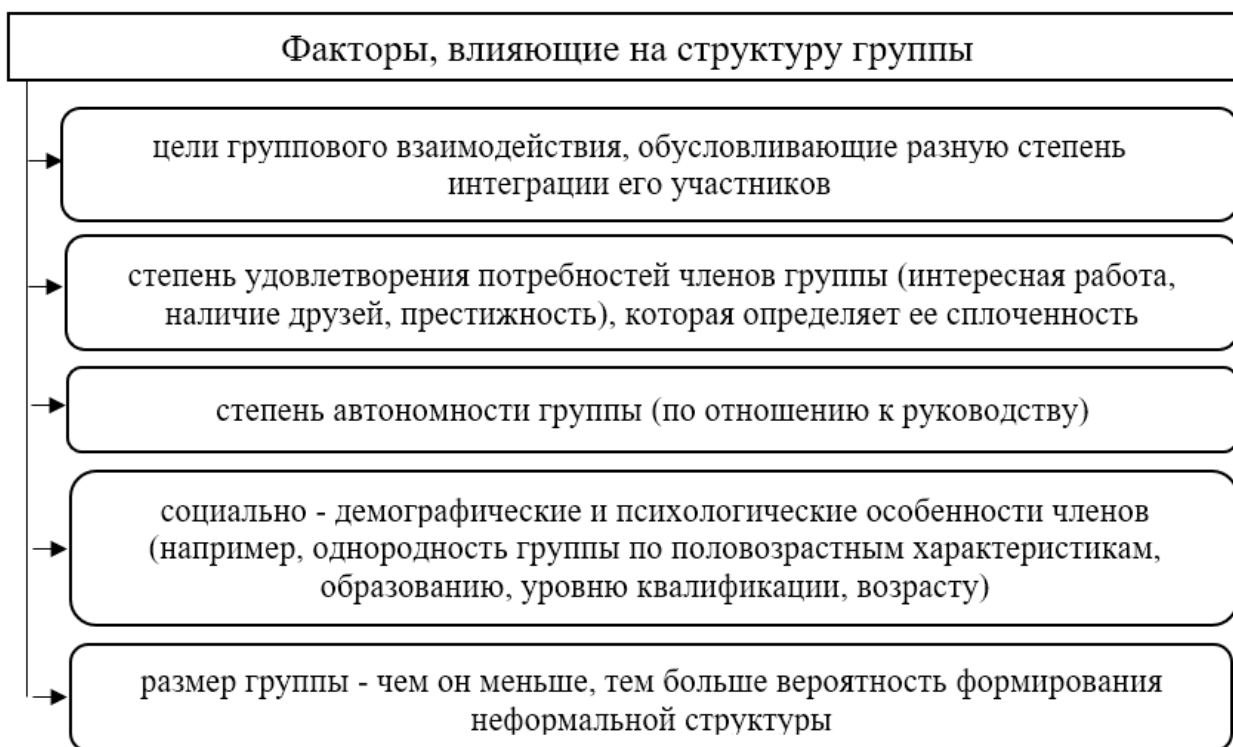 Факторы, влияющие на структуру группы
цели группового взаимодействия, обусловливающие разную степень
интеграции его участников
степень удовлетворения потребностей членов группы (интересная работа,
наличие друзей, престижность), которая определяет ее сплоченность
степень автономности группы (по отношению к руководству)
социально - демографические и психологические особенности членов
(например, однородность группы по половозрастным характеристикам,
образованию, уровню квалификации, возрасту)
размер группы - чем он меньше, тем больше вероятность формирования
неформальной структуры